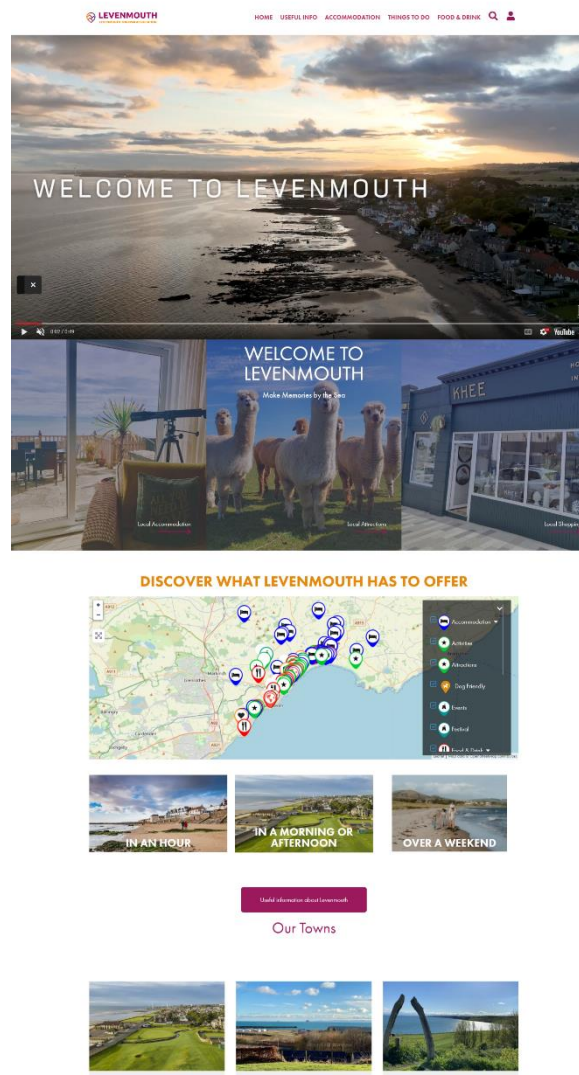 LEVENMOUTH
HOME USEFUL INFO ACCOMMODATION THINGS TO DO FOOD & DRINK
WELCOME TO LEVENMOUTH
YouTube
WELCOME TO
LEVENMOUTH
Make Memories by the Sea
KHEE
Local Accommodation
Local Attractions
Local Shopping
DISCOVER WHAT LEVENMOUTH HAS TO OFFER
Accommodation
Activities
Attractions
Dog Friendly
Events
Festival
Food & Drink
IN AN HOUR
IN A MORNING OR
AFTERNOON
OVER A WEEKEND
Useful information about Levenmouth
Our Towns